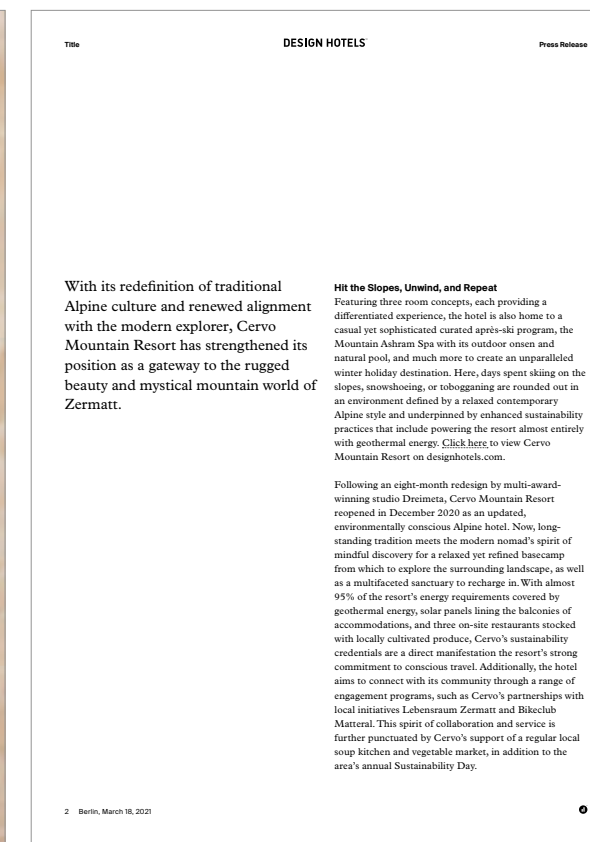 Title
DESIGN HOTELS
Press Release
With its redefinition of traditional
Alpine culture and renewed alignment
with the modern explorer, Cervo
Mountain Resort has strengthened its
position as a gateway to the rugged
beauty and mystical mountain world of
Zermatt.
Hit the Slopes, Unwind, and Repeat
Featuring three room concepts, each providing a
differentiated experience, the hotel is also home to a
casual yet sophisticated curated aprés-ski program, the
Mountain Ashram Spa with its outdoor onsen and
natural pool, and much more to create an unparalleled
winter holiday destination. Here, days spent skiing on the
slopes, snowshoeing, or tobogganing are rounded out in
an environment defined by a relaxed contemporary
Alpine style and underpinned by enhanced sustainability
practices that include powering the resort almost entirely
with geothermal energy. Click here to view Cervo
Mountain Resort on designhotels.com.
Following an eight-month redesign by multi-award-
winning studio Dreimeta, Cervo Mountain Resort
reopened in December 2020 as an updated,
environmentally conscious Alpine hotel. Now, long-
standing tradition meets the modern nomad's spirit of
mindful discovery for a relaxed yet refined basecamp
from which to explore the surrounding landscape, as well
as a multifaceted sanctuary to recharge in. With almost
95% of the resort's energy requirements covered by
geothermal energy, solar panels lining the balconies of
accommodations, and three on-site restaurants stocked
with locally cultivated produce, Cervo's sustainability
credentials are a direct manifestation the resort's strong
commitment to conscious travel. Additionally, the hotel
aims to connect with its community through a range of
engagement programs, such as Cervo's partnerships with
local initiatives Lebensraum Zermatt and Bikeclub
Matteral. This spirit of collaboration and service is
further punctuated by Cervo's support of a regular local
soup kitchen and vegetable market, in addition to the
area's annual Sustainability Day.
2 Berlin, March 18, 2021